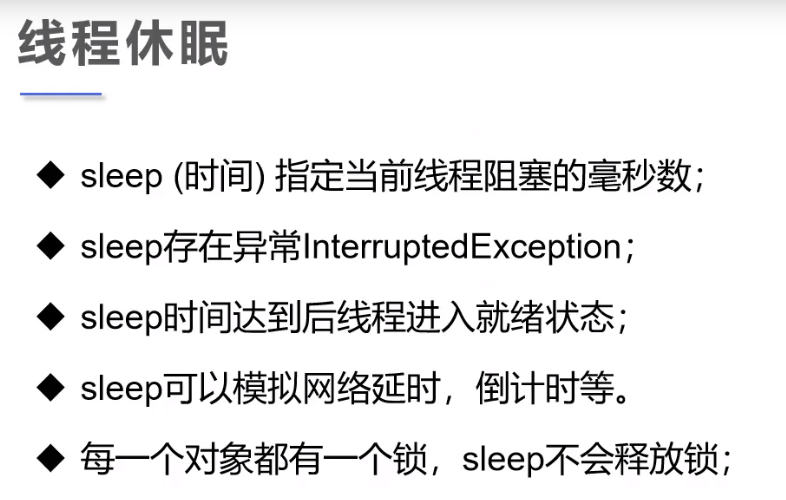 线程休眠
◆ sleep (时间) 指定当前线程阻塞的毫秒数；
◆ sleep存在异常InterruptedException；
◆ sleep时间达到后线程进入就绪状态；
◆ sleep可以模拟网络延时，倒计时等。
◆ 每一个对象都有一个锁，sleep不会释放锁；